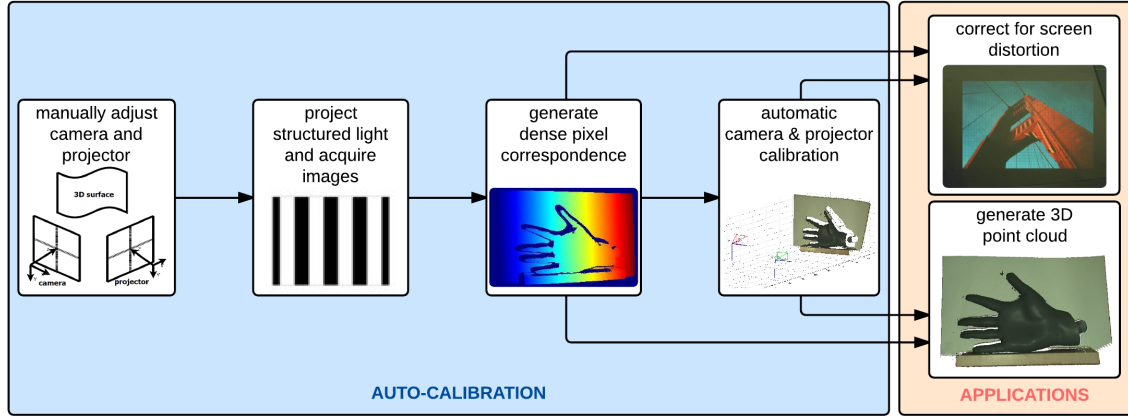 manually adjust
camera and
projector
3D surface
camera
projector
project
structured light
and acquire
images
generate
dense pixel
correspondence
automatic
camera & projector
calibration
AUTO-CALIBRATION
correct for screen
distortion
generate 3D
point cloud
APPLICATIONS